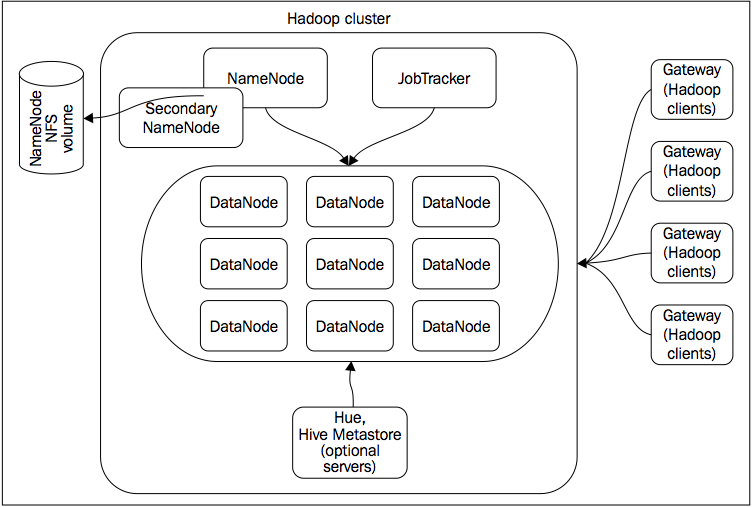 Hadoop cluster
NameNode
NFS
volume
NameNode
JobTracker
Secondary
NameNode
DataNode
DataNode
DataNode
DataNode
DataNode
DataNode
DataNode
DataNode
DataNode
Hue,
Hive Metastore
(optional
servers)
Gateway
(Hadoop
clients)
Gateway
(Hadoop
clients)
Gateway
(Hadoop
clients)
Gateway
(Hadoop
clients)